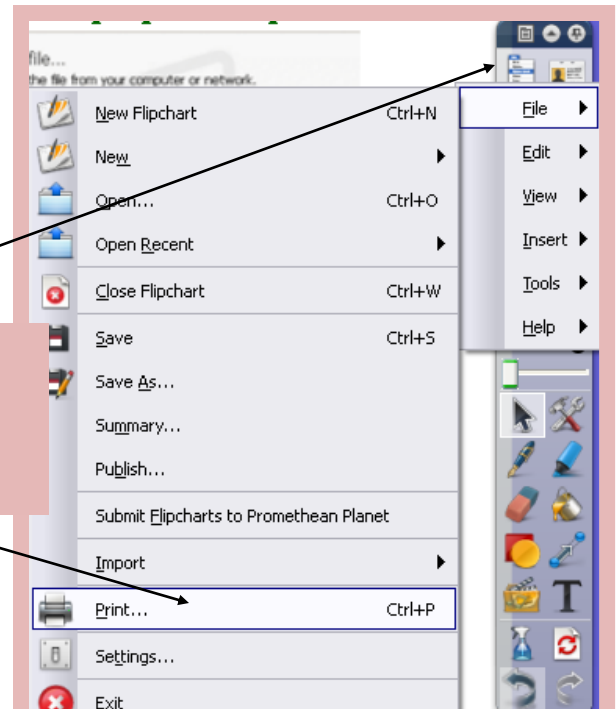 file...
the file from your computer or network.
New Flipchart Ctrl+N
New
Open... Ctrl+O
Open Recent
Close Flipchart Ctrl+W
Save Ctrl+S
Save As...
Summary...
Publish...
Submit Flipcharts to Promethean Planet
Import
Print... Ctrl+P
Settings...
Exit
File
Edit
View
Insert
Tools
Help
T